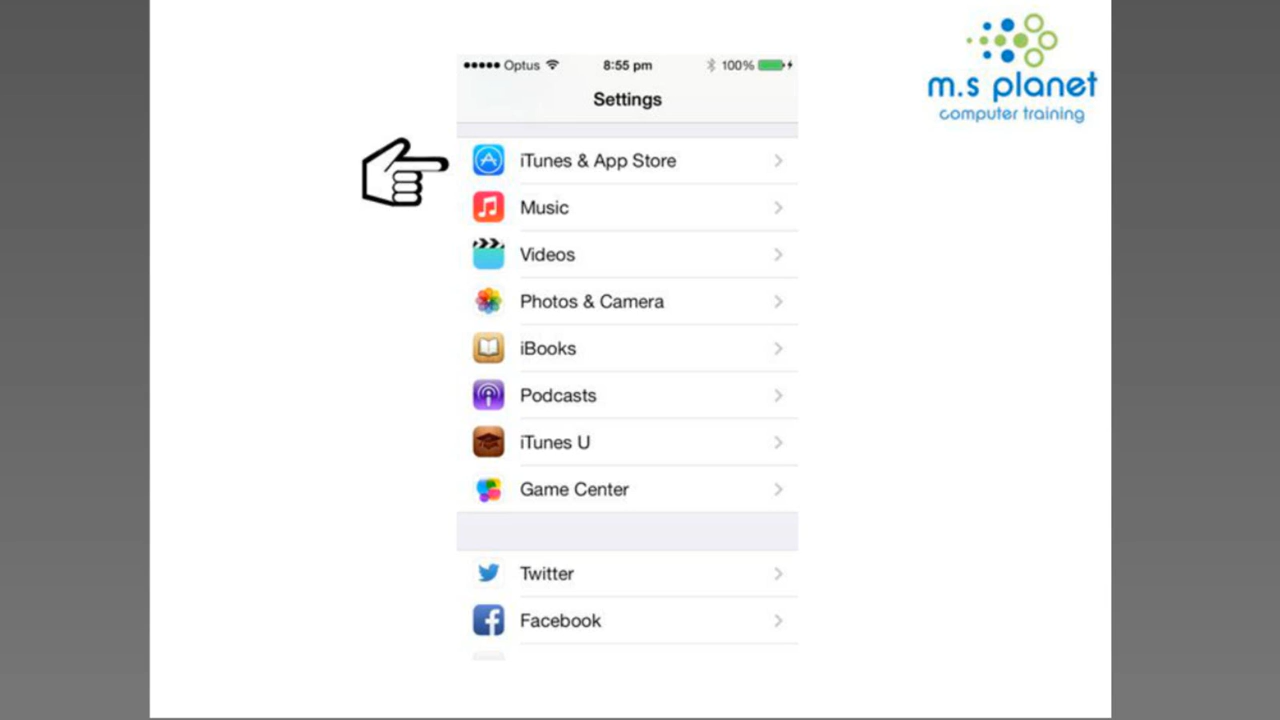 Optus 8:55 pm 100%
Settings
m.s planet
computer training
iTunes & App Store
Music
Videos
Photos & Camera
iBooks
Podcasts
iTunes U
Game Center
Twitter
Facebook